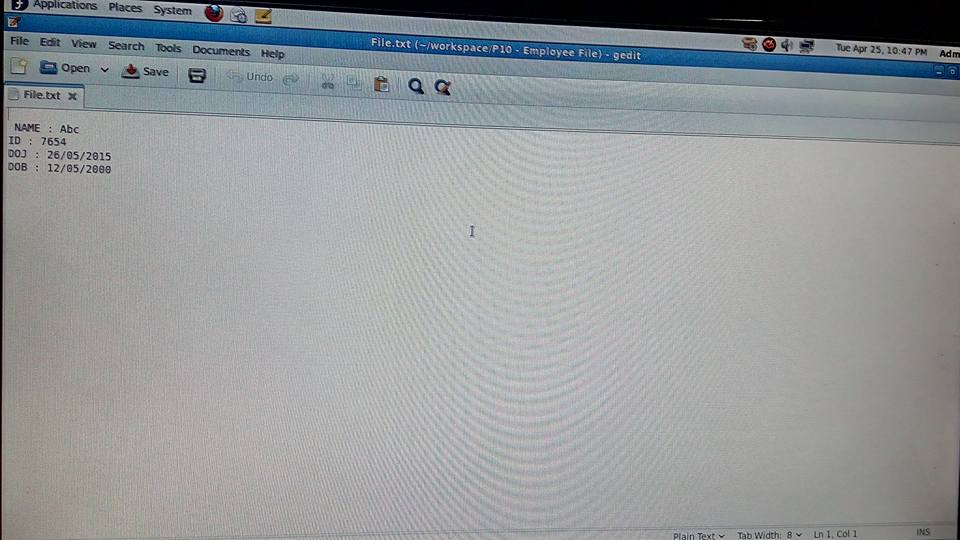 Applications Places System
File.txt (~/workspace/P10 - Employee File) - gedit
Tue Apr 25, 10:47 PM Adm
File Edit View Search Tools Documents Help
Open Save Undo
File.txt
NAME : Abc
ID : 7654
DOJ : 26/05/2015
DOB : 12/05/2000
Plain Text Tab Width: 8 Ln 1, Col 1 INS